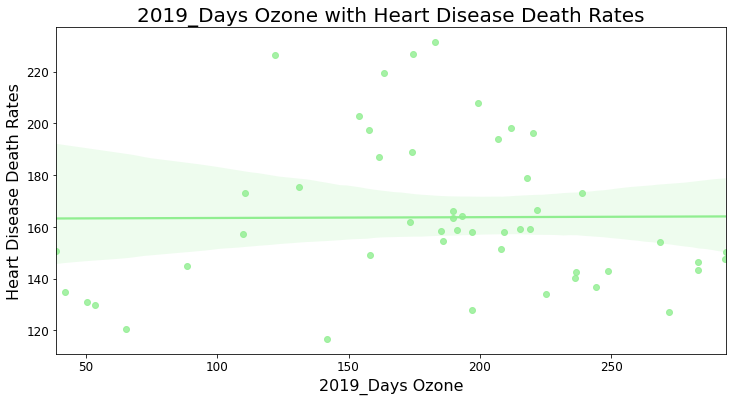 2019_Days Ozone with Heart Disease Death Rates
Heart Disease Death Rates
220
200
180
160
140
120
50 100 150 200 250
2019_Days Ozone